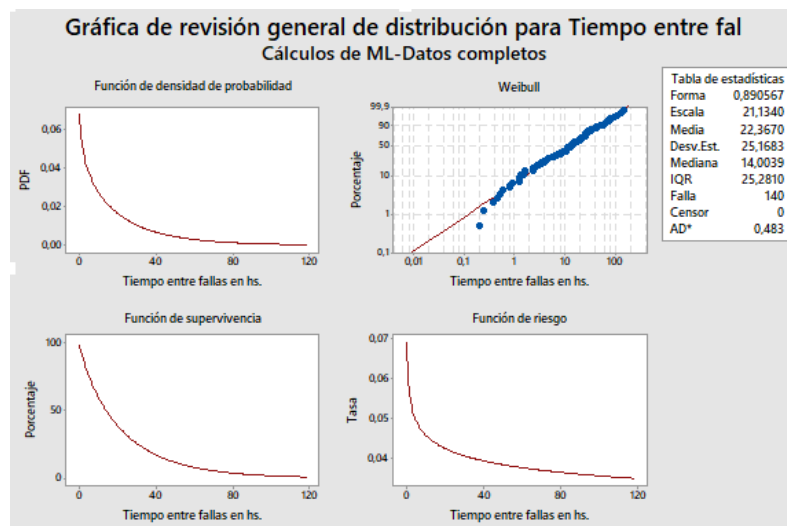 Gráfica de revisión general de distribución para Tiempo entre fal
Cálculos de ML-Datos completos
Función de densidad de probabilidad
PDF
0,06
0,04
0,02
0,00
0 40 80 120
Tiempo entre fallas en hs.
Weibull
Porcentaje
99,9
90
50
10
1
0,1
0,01 0,1 1 10 100
Tiempo entre fallas en hs.
Tabla de estadísticas
Forma 0,890567
Escala 21,1340
Media 22,3670
Desv.Est. 25,1683
Mediana 14,0039
IQR 25,2810
Falla 140
Censor 0
AD* 0,483
Función de supervivencia
Porcentaje
100
50
0
0 40 80 120
Tiempo entre fallas en hs.
Función de riesgo
Tasa
0,07
0,06
0,05
0,04
0 40 80 120
Tiempo entre fallas en hs.